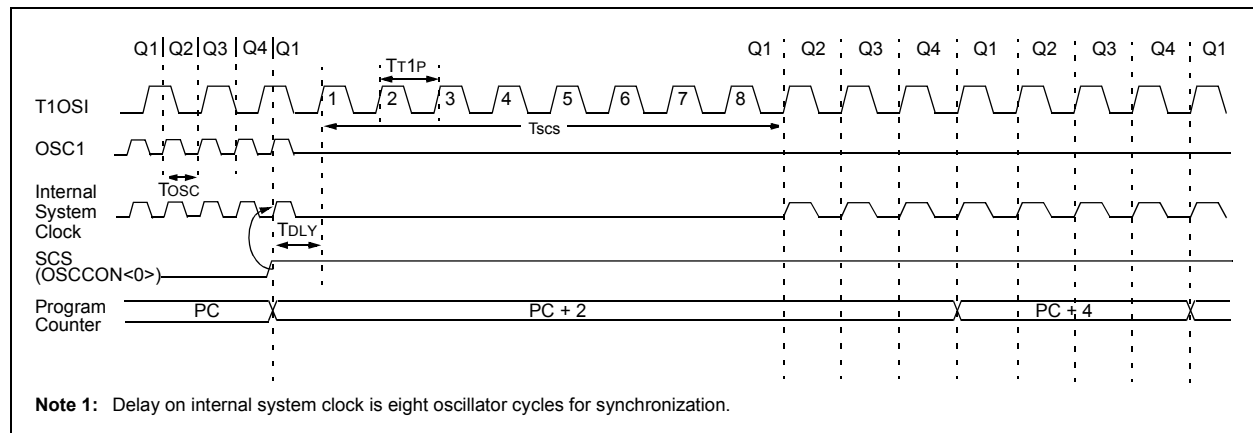 Q1 Q2 Q3 Q4 Q1 Q1 Q2 Q3 Q4 Q1 Q2 Q3 Q4 Q1
TT1P
T1OSI 1 2 3 4 5 6 7 8
TSCS
OSC1
TOSC
Internal
System
Clock
TDLY
SCS
(OSCCON<0>)
Program
Counter
PC PC + 2 PC + 4
Note 1: Delay on internal system clock is eight oscillator cycles for synchronization.